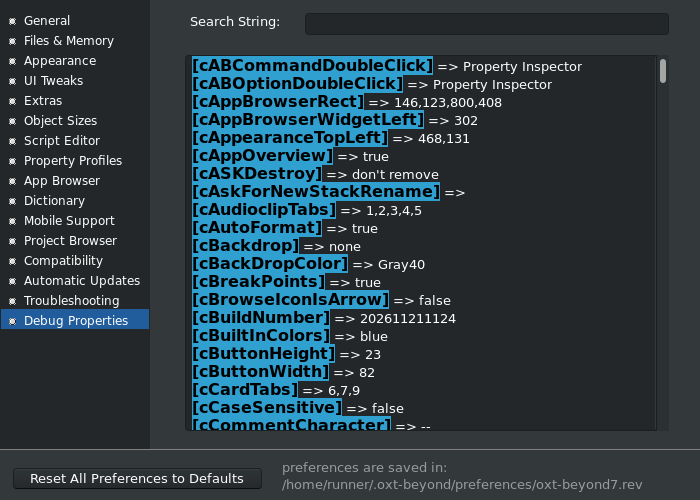 General
Files & Memory
Appearance
UI Tweaks
Extras
Object Sizes
Script Editor
Property Profiles
App Browser
Dictionary
Mobile Support
Project Browser
Compatibility
Automatic Updates
Troubleshooting
Debug Properties
Search String:
[cABCommandDoubleClick] => Property Inspector
[cABOptionDoubleClick] => Property Inspector
[cAppBrowserRect] => 146,123,800,408
[cAppBrowserWidgetLeft] => 302
[cAppearanceTopLeft] => 468,131
[cAppOverview] => true
[cASKDestroy] => don't remove
[cAskForNewStackRename] =>
[cAudioclipTabs] => 1,2,3,4,5
[cAutoFormat] => true
[cBackdrop] => none
[cBackDropColor] => Gray40
[cBreakPoints] => true
[cBrowseIconIsArrow] => false
[cBuildNumber] => 202611211124
[cBuiltInColors] => blue
[cButtonHeight] => 23
[cButtonWidth] => 82
[cCardTabs] => 6,7,9
[cCaseSensitive] => false
[cCommentCharacter] => --
Reset All Preferences to Defaults
preferences are saved in:
/home/runner/.oxt-beyond/preferences/oxt-beyond7.rev